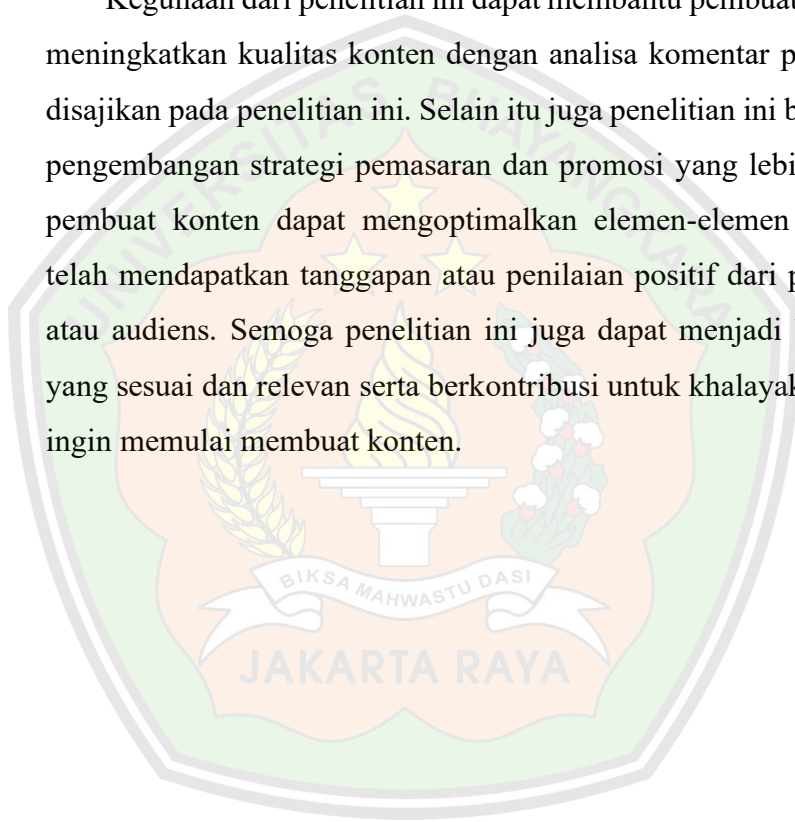 Kegunaan dari penelitian ini dapat membantu pembuat
meningkatkan kualitas konten dengan analisa komentar p
disajikan pada penelitian ini. Selain itu juga penelitian ini b
pengembangan strategi pemasaran dan promosi yang lebi
pembuat konten dapat mengoptimalkan elemen-elemen
telah mendapatkan tanggapan atau penilaian positif dari p
atau audiens. Semoga penelitian ini juga dapat menjadi
yang sesuai dan relevan serta berkontribusi untuk khalayak
ingin memulai membuat konten.
UNIVERSITAS BHAYANGKARA
BIKSA MAHWASTU DASI
JAKARTA RAYA